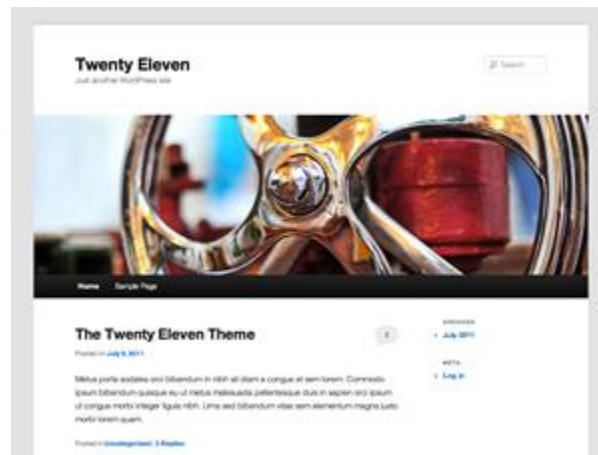 Twenty Eleven
Just another WordPress site
Search
Home Sample Page
The Twenty Eleven Theme
Posted in July 5, 2011
ARCHIVES
July 2011
META
Log in
Metus porta sodales orci bibendum in nibh sit diam a congue et sem lorem. Commodo
ipsum bibendum quisque eu ut metus malesuada pellentesque duis in sapien orci ipsum
ut congue morbi integer ligula nibh. Urna sed bibendum vitae sem elementum magna justo
morbi lorem quam.
Posted in Uncategorized 3 Replies